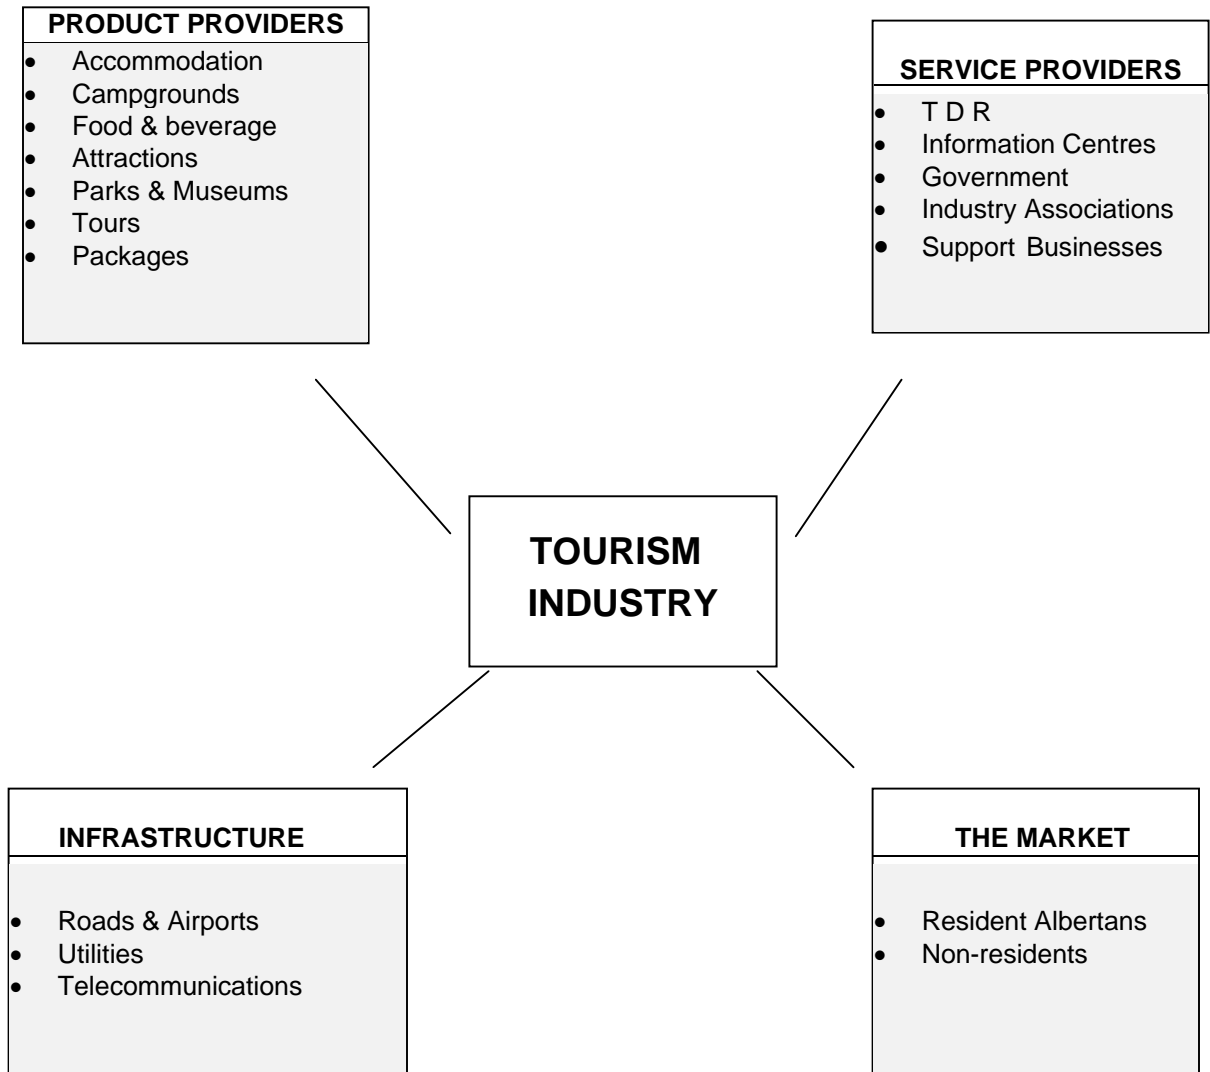 PRODUCT PROVIDERS
• Accommodation
• Campgrounds
• Food & beverage
• Attractions
• Parks & Museums
• Tours
• Packages
SERVICE PROVIDERS
• T D R
• Information Centres
• Government
• Industry Associations
• Support Businesses
TOURISM
INDUSTRY
INFRASTRUCTURE
• Roads & Airports
• Utilities
• Telecommunications
THE MARKET
• Resident Albertans
• Non-residents